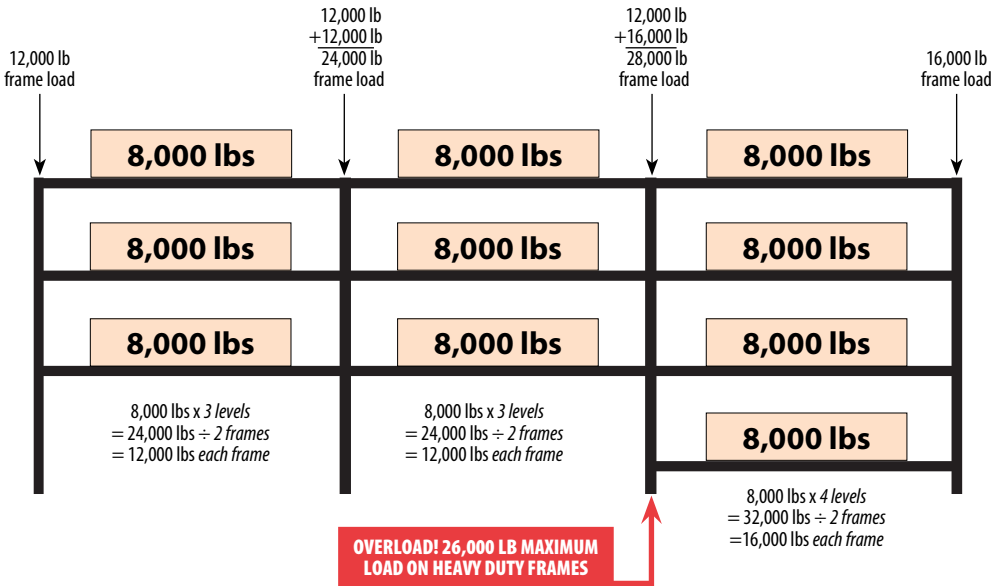 12,000 lb
frame load
12,000 lb
+12,000 lb
24,000 lb
frame load
12,000 lb
+16,000 lb
28,000 lb
frame load
16,000 lb
frame load
8,000 lbs
8,000 lbs
8,000 lbs
8,000 lbs
8,000 lbs
8,000 lbs
8,000 lbs
8,000 lbs
8,000 lbs
8,000 lbs x 3 levels
= 24,000 lbs ÷ 2 frames
= 12,000 lbs each frame
8,000 lbs x 3 levels
= 24,000 lbs ÷ 2 frames
= 12,000 lbs each frame
8,000 lbs
8,000 lbs x 4 levels
= 32,000 lbs ÷ 2 frames
=16,000 lbs each frame
OVERLOAD! 26,000 LB MAXIMUM
LOAD ON HEAVY DUTY FRAMES